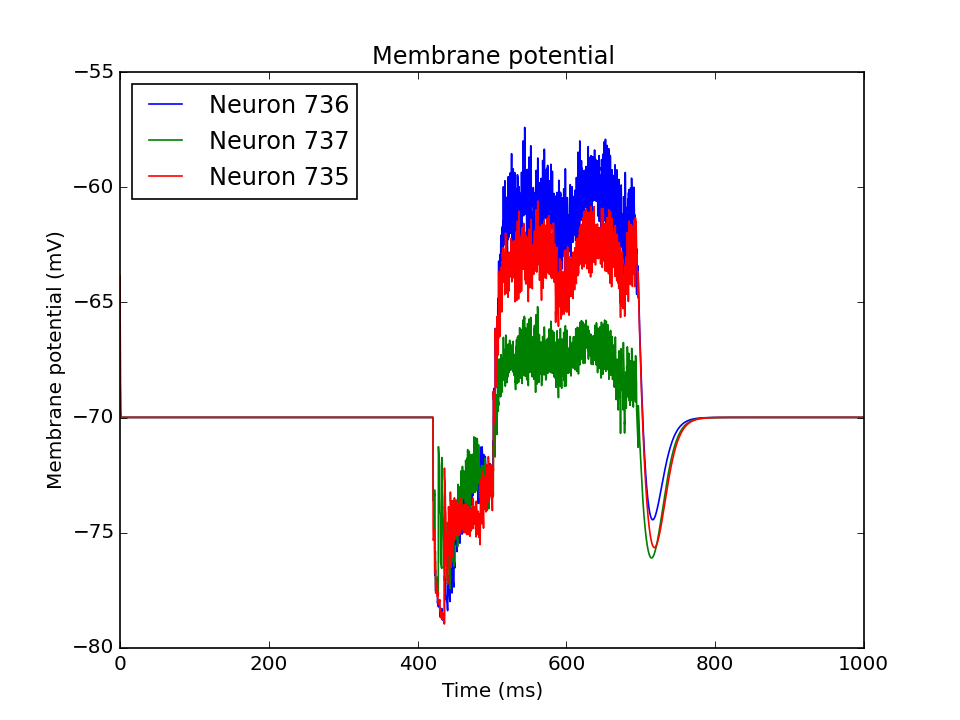 Membrane potential
−55
−60
−65
−70
−75
−80
Membrane potential (mV)
Neuron 736
Neuron 737
Neuron 735
0
200
400
600
800
1000
Time (ms)